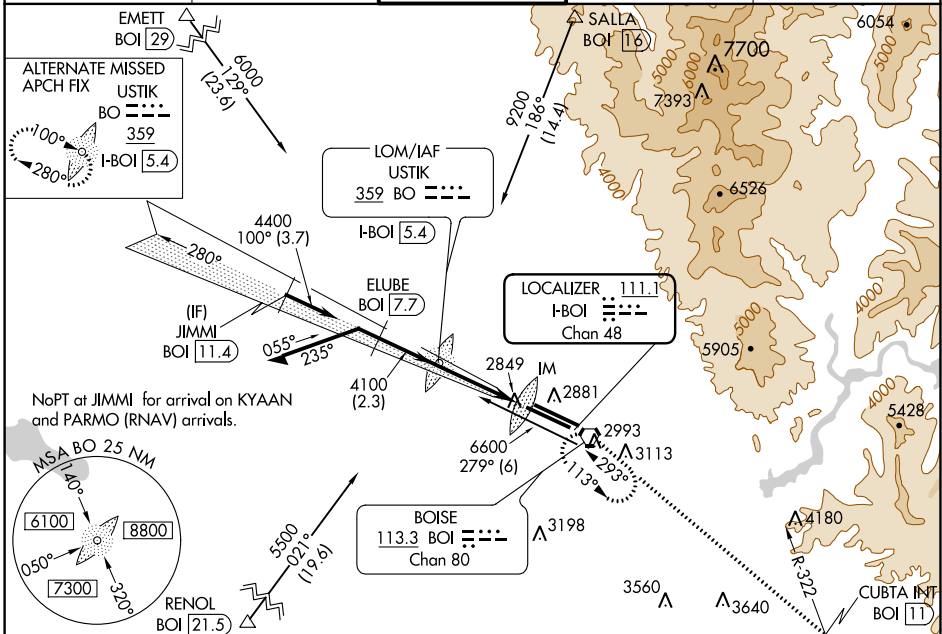 EMETT
BOI 29
6000
129°
(23.6)
SALLA
BOI 16
9200
186°
(14.4)
5000
6000
7700
7393
6526
5000
6054
4000
4000
5000
5905
4000
5428
4180
ALTERNATE MISSED
APCH FIX
USTIK
BO
359
I-BOI 5.4
100°
280°
LOM/IAF
USTIK
359 BO
I-BOI 5.4
4400
100° (3.7)
280°
ELUBE
BOI 7.7
(IF)
JIMMI
BOI 11.4
055°
235°
4100
(2.3)
LOCALIZER 111.1
I-BOI
Chan 48
2849
IM
2881
2993
3113
6600
279° (6)
113°
293°
NoPT at JIMMI for arrival on KYAAN
and PARMO (RNAV) arrivals.
MSA BO 25 NM
140°
6100
8800
050°
7300
320°
5500
021°
(19.6)
RENOL
BOI 21.5
BOISE
113.3 BOI
Chan 80
3198
3560
3640
R-322
CUBTA INT
BOI 11